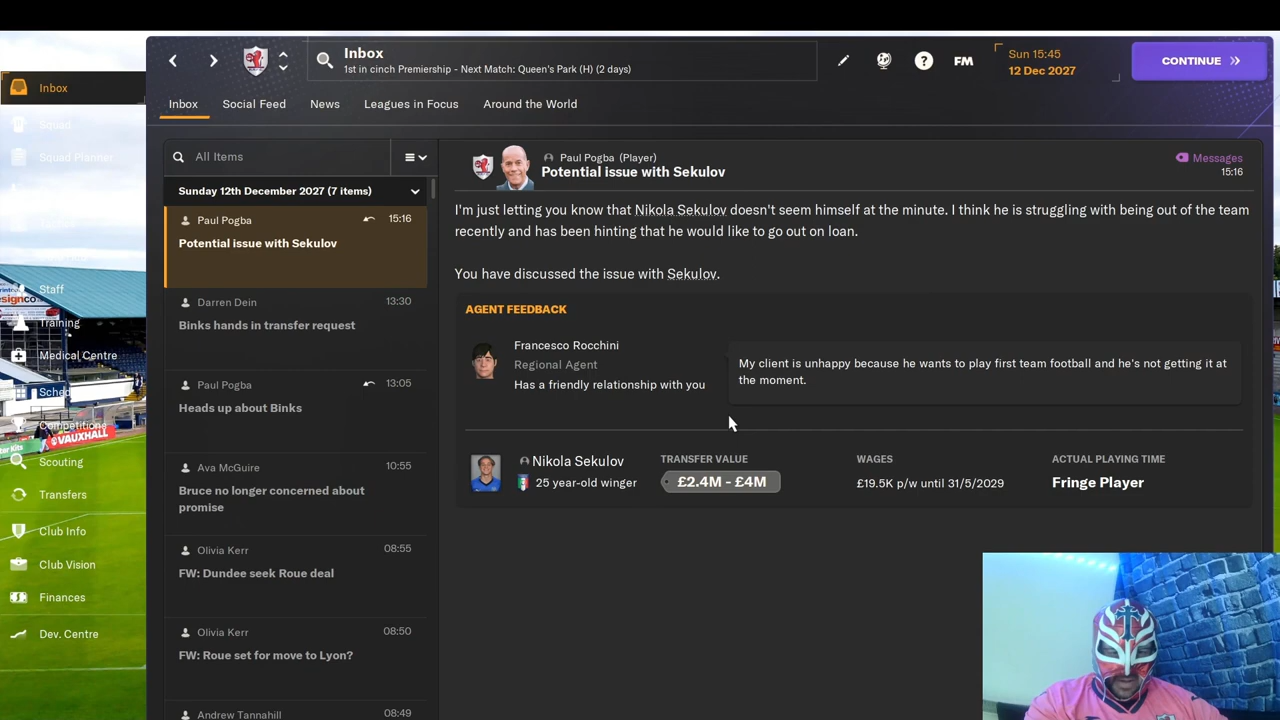 Inbox
1st in cinch Premiership - Next Match: Queen's Park (H) (2 days)
FM
Sun 15:45
12 Dec 2027
CONTINUE
Inbox
Squad
Squad Planner
Staff
Training
Medical Centre
Sched
Competitions
VAUXHALL
Scouting
Transfers
Club Info
Club Vision
Finances
Dev. Centre
Inbox
Social Feed
News
Leagues in Focus
Around the World
All Items
Sunday 12th December 2027 (7 items)
Paul Pogba
15:16
Potential issue with Sekulov
Darren Dein
13:30
Binks hands in transfer request
Paul Pogba
13:05
Heads up about Binks
Ava McGuire
10:55
Bruce no longer concerned about
promise
Olivia Kerr
08:55
FW: Dundee seek Roue deal
Olivia Kerr
08:50
FW: Roue set for move to Lyon?
Andrew Tannahill
08:49
Paul Pogba (Player)
Potential issue with Sekulov
Messages
15:16
I'm just letting you know that Nikola Sekulov doesn't seem himself at the minute. I think he is struggling with being out of the team
recently and has been hinting that he would like to go out on loan.
You have discussed the issue with Sekulov.
AGENT FEEDBACK
Francesco Rocchini
Regional Agent
Has a friendly relationship with you
My client is unhappy because he wants to play first team football and he's not getting it at
the moment.
Nikola Sekulov
25 year-old winger
TRANSFER VALUE
£2.4M - £4M
WAGES
£19.5K p/w until 31/5/2029
ACTUAL PLAYING TIME
Fringe Player